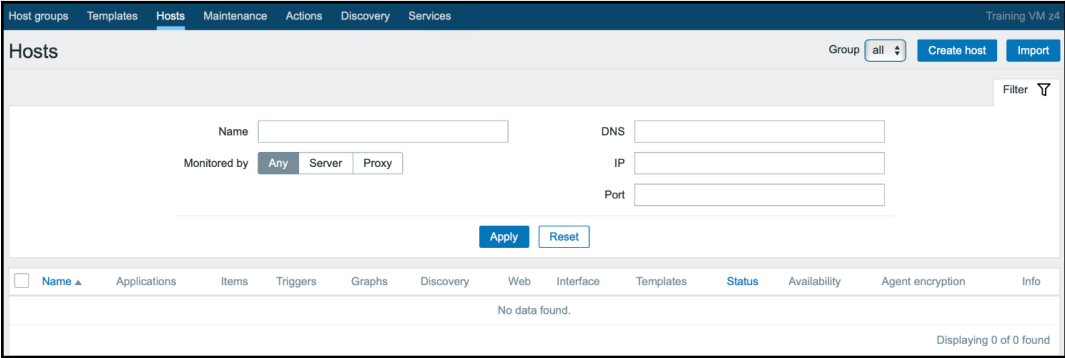 Host groups Templates Hosts Maintenance Actions Discovery Services Training VM z4
Hosts Group all Create host Import
Filter
Name DNS
Monitored by Any Server Proxy IP
Port
Apply Reset
Name Applications Items Triggers Graphs Discovery Web Interface Templates Status Availability Agent encryption Info
No data found.
Displaying 0 of 0 found